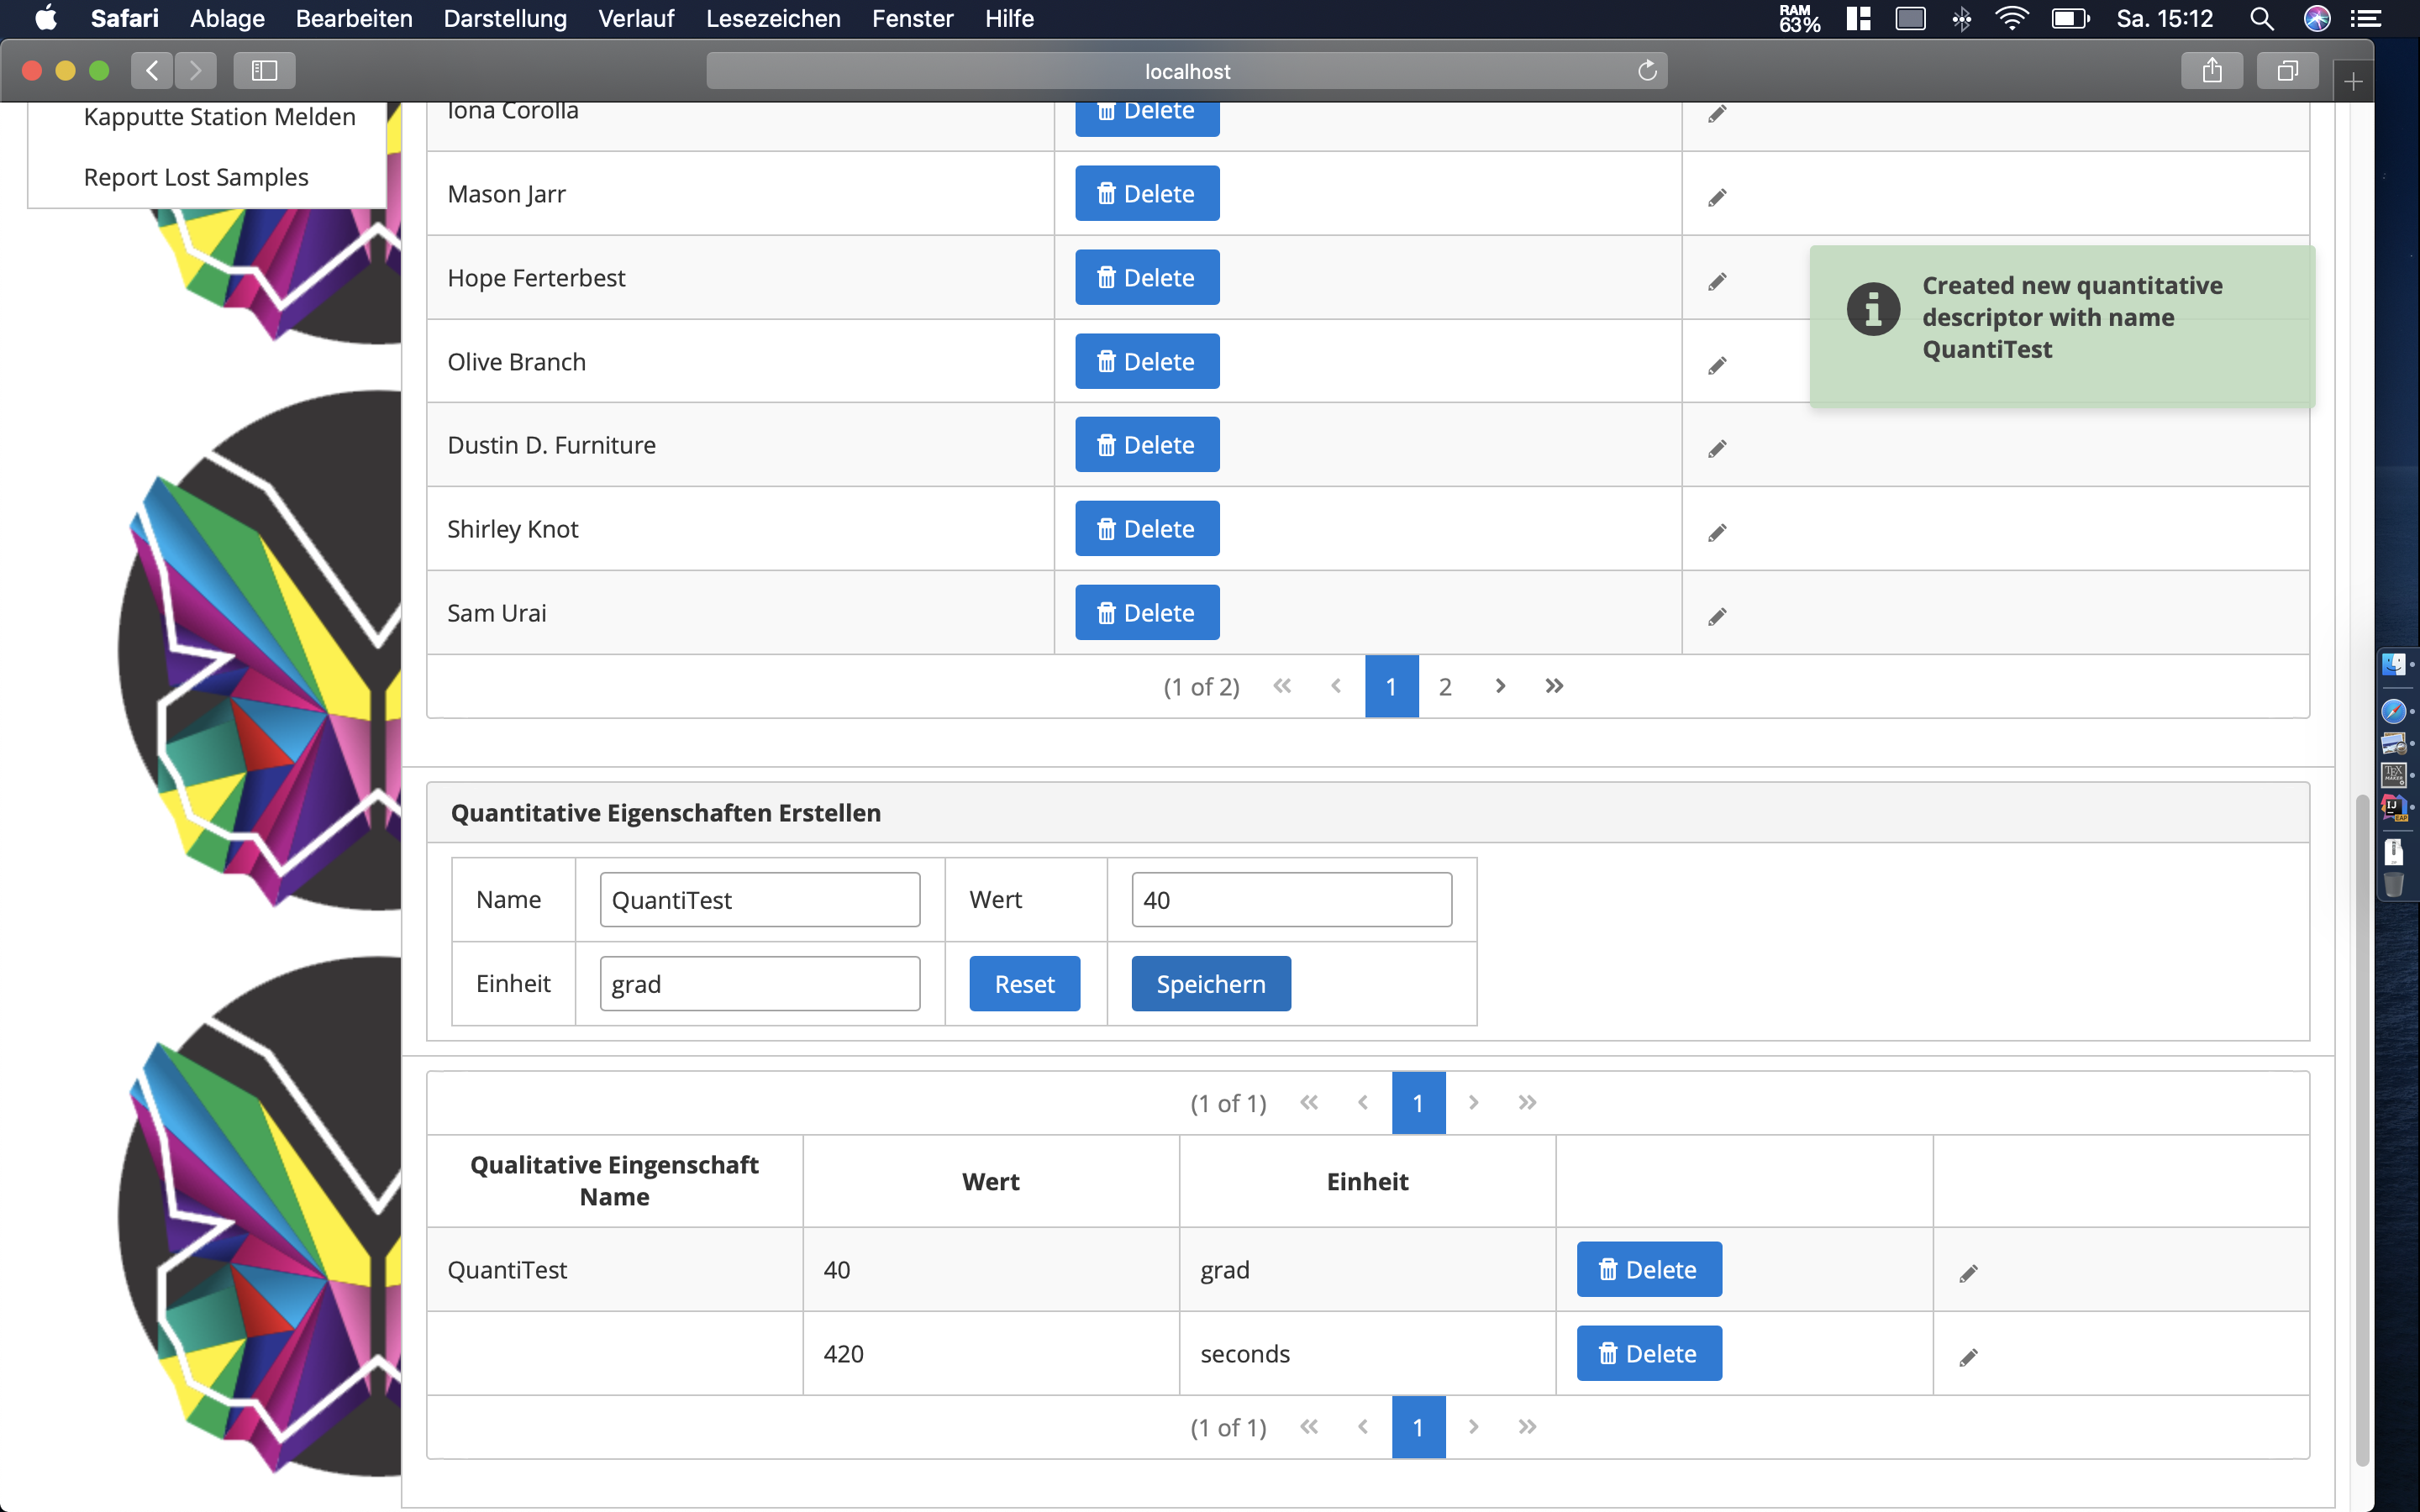 Safari Ablage Bearbeiten Darstellung Verlauf Lesezeichen Fenster Hilfe RAM 63% Sa. 15:12
localhost
Kapputte Station Melden
Report Lost Samples
Iona Corolla Delete
Mason Jarr Delete
Hope Ferterbest Delete
Created new quantitative
descriptor with name
QuantiTest
Olive Branch Delete
Dustin D. Furniture Delete
Shirley Knot Delete
Sam Urai Delete
(1 of 2) 1 2
Quantitative Eigenschaften Erstellen
Name QuantiTest Wert 40
Einheit grad Reset Speichern
(1 of 1) 1
Qualitative Eingenschaft
Name Wert Einheit
QuantiTest 40 grad Delete
420 seconds Delete
(1 of 1) 1